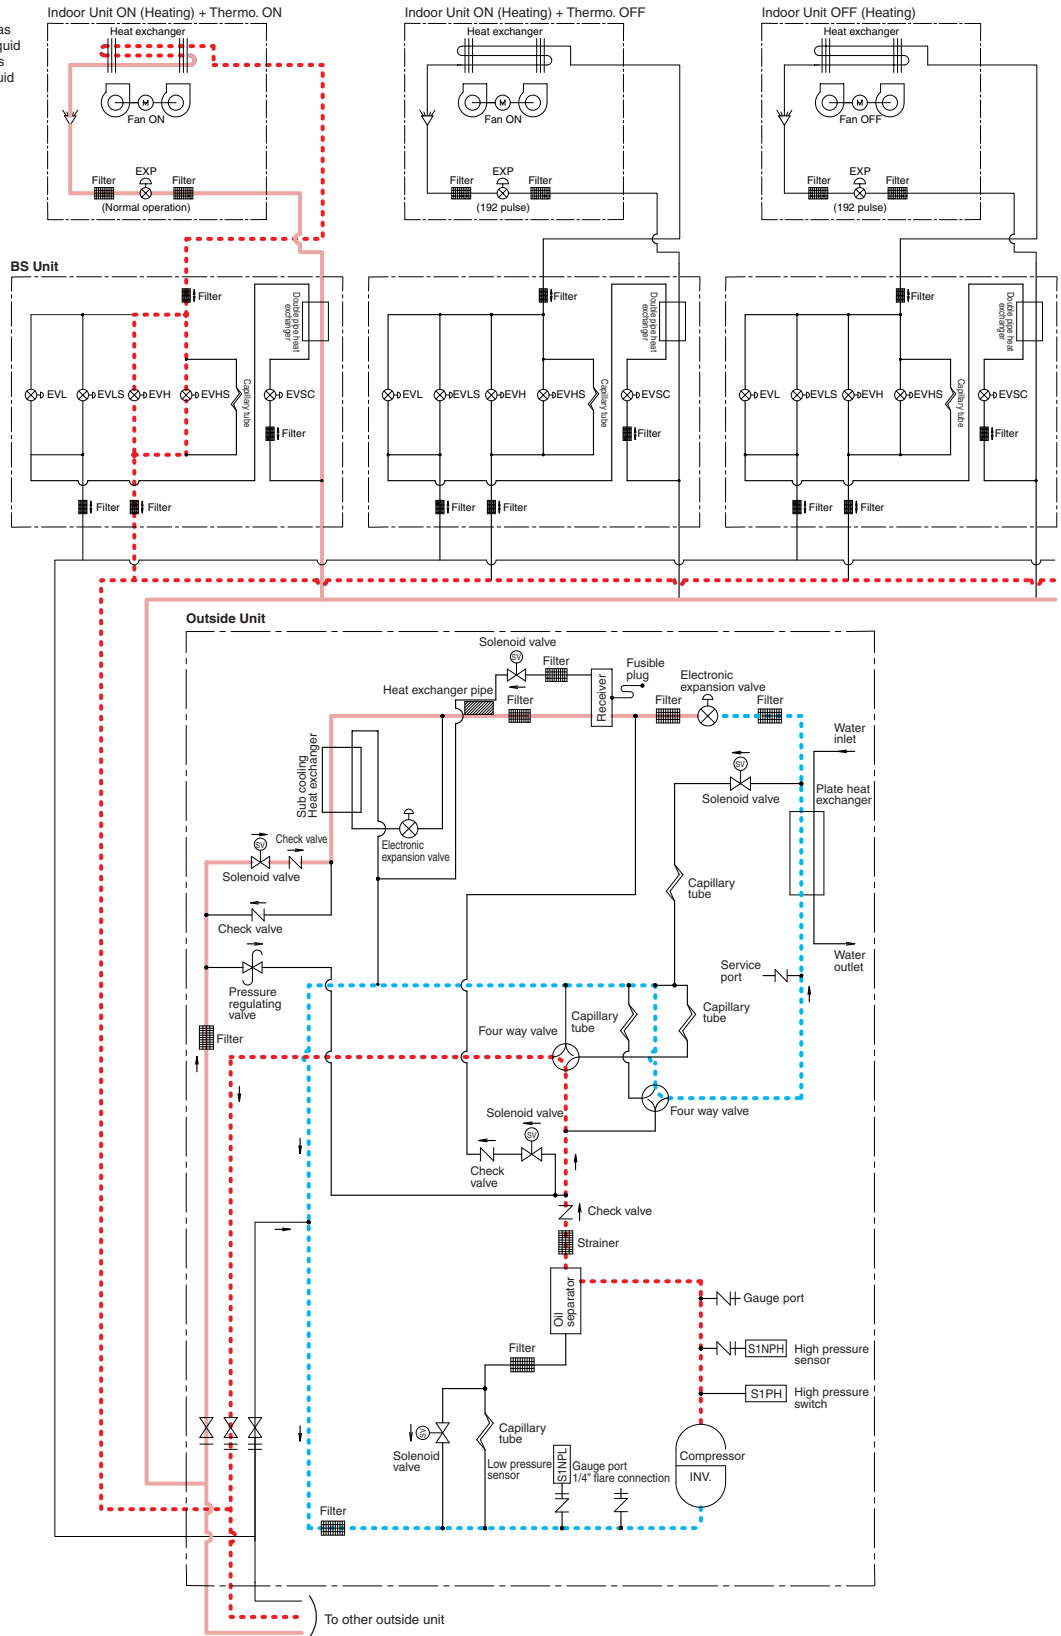 Indoor Unit ON (Heating) + Thermo. ON
Indoor Unit ON (Heating) + Thermo. OFF
Indoor Unit OFF (Heating)
Heat exchanger
Heat exchanger
Heat exchanger
M
M
M
Fan ON
Fan ON
Fan OFF
Filter
EXP
Filter
(Normal operation)
Filter
EXP
Filter
(192 pulse)
Filter
EXP
Filter
(192 pulse)
BS Unit
Filter
Double pipe heat
exchanger
Filter
Double pipe heat
exchanger
Filter
Double pipe heat
exchanger
EVL
EVLS
EVH
EVHS
Capillary tube
EVSC
EVL
EVLS
EVH
EVHS
Capillary tube
EVSC
EVL
EVLS
EVH
EVHS
Capillary tube
EVSC
Filter
Filter
Filter
Filter
Filter
Filter
Filter
Filter
Filter
Outside Unit
Solenoid valve
SV
Filter
Fusible
plug
Receiver
Electronic
expansion valve
Heat exchanger pipe
Filter
Filter
Filter
Water
inlet
Sub cooling
Heat exchanger
SV
Solenoid valve
Plate heat
exchanger
Electronic
expansion valve
SV
Check valve
Solenoid valve
Capillary
tube
Check valve
Water
outlet
Service
port
Pressure
regulating
valve
Capillary
tube
Capillary
tube
Four way valve
Filter
Four way valve
Solenoid valve
SV
Check
valve
Check valve
Strainer
Oil
separator
Gauge port
S1NPH
High pressure
sensor
Filter
S1PH
High pressure
switch
SV
Solenoid
valve
Capillary
tube
Low pressure
sensor
S1NPL
Gauge port
1/4" flare connection
Compressor
INV.
Filter
To other outside unit